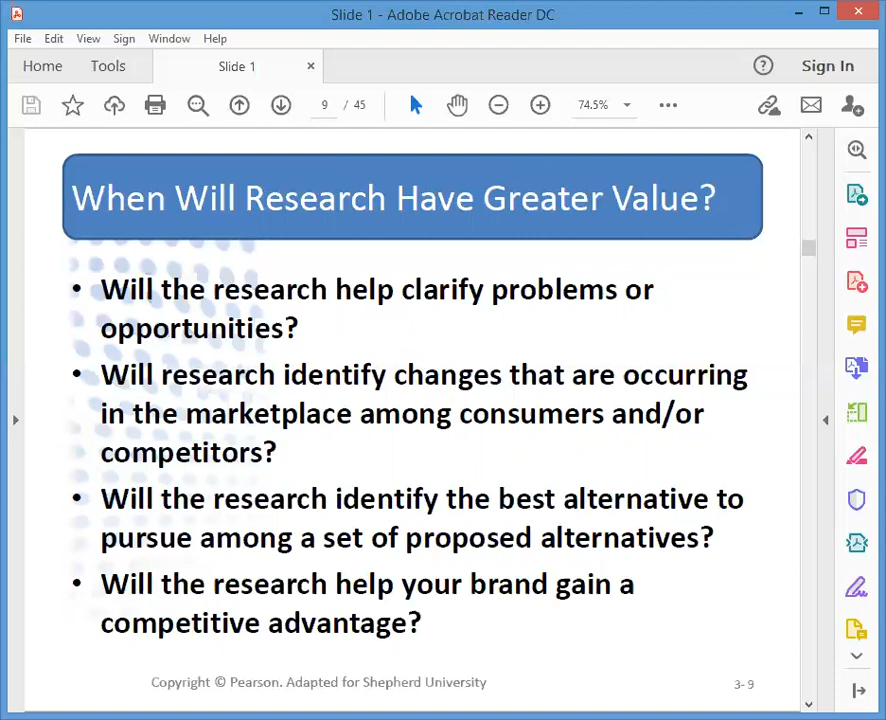 Slide 1 - Adobe Acrobat Reader DC
File Edit View Sign Window Help
Home Tools Slide 1 × Sign In
9 / 45 74.5%
When Will Research Have Greater Value?
• Will the research help clarify problems or
opportunities?
• Will research identify changes that are occurring
in the marketplace among consumers and/or
competitors?
• Will the research identify the best alternative to
pursue among a set of proposed alternatives?
• Will the research help your brand gain a
competitive advantage?
Copyright © Pearson. Adapted for Shepherd University 3- 9